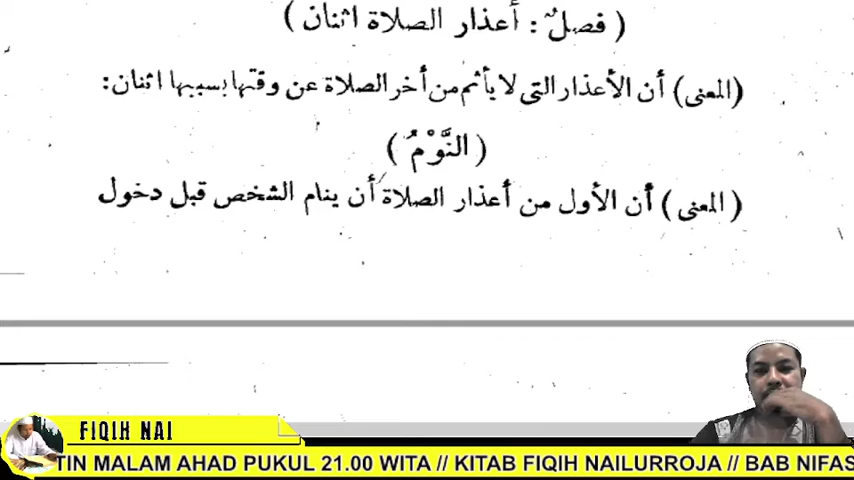 ( فصلٌ : أعذار الصلاة اثنان )
(المعنى) أن الأعذار التى لا يأثم من أخر الصلاة عن وقتها بسببها اثنان :
( النَّوْمُ )
(المعنى) أن الأول من أعذار الصلاة أن ينام الشخص قبل دخول
FIQIH NAI
TIN MALAM AHAD PUKUL 21.00 WITA // KITAB FIQIH NAILURROJA // BAB NIFAS